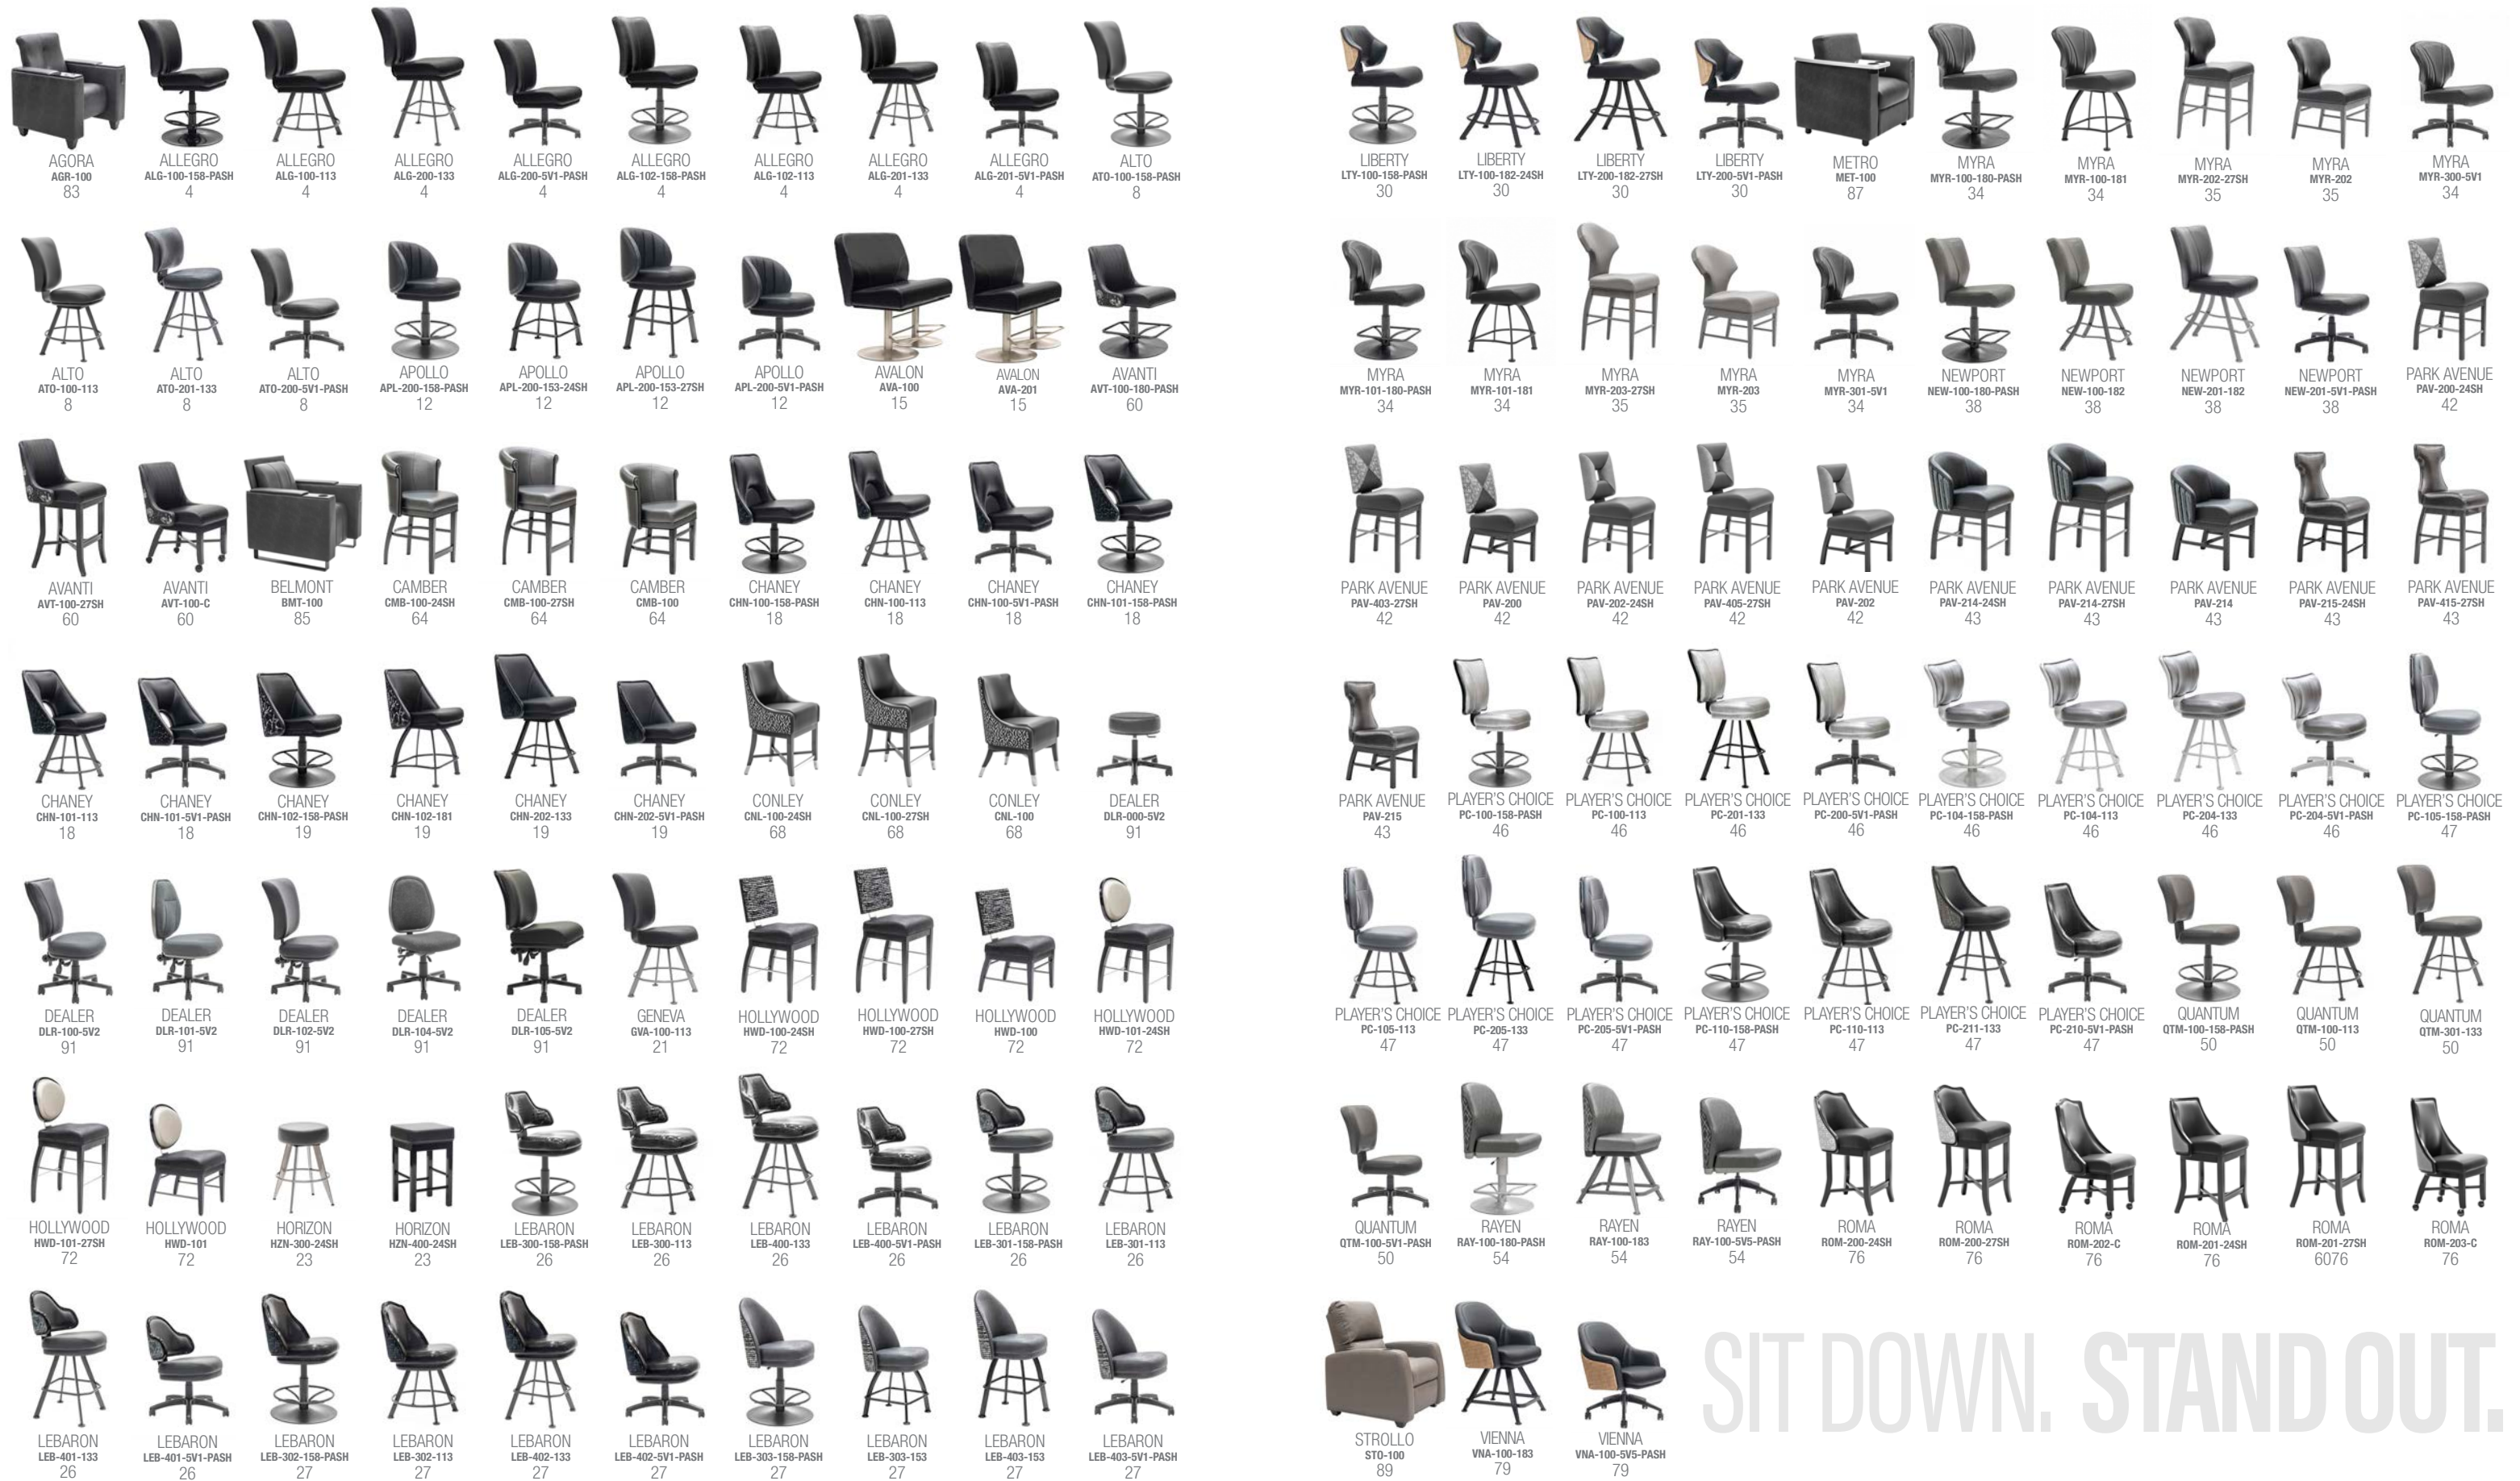 AGORA
AGR-100
83
ALLEGRO
ALG-100-158-PASH
4
ALLEGRO
ALG-100-113
4
ALLEGRO
ALG-200-133
4
ALLEGRO
ALG-200-5V1-PASH
4
ALLEGRO
ALG-102-158-PASH
4
ALLEGRO
ALG-102-113
4
ALLEGRO
ALG-201-133
4
ALLEGRO
ALG-201-5V1-PASH
4
ALTO
ATO-100-158-PASH
8
ALTO
ATO-100-113
8
ALTO
ATO-201-133
8
ALTO
ATO-200-5V1-PASH
8
APOLLO
APL-200-158-PASH
12
APOLLO
APL-200-153-24SH
12
APOLLO
APL-200-153-27SH
12
APOLLO
APL-200-5V1-PASH
12
AVALON
AVA-100
15
AVALON
AVA-201
15
AVANTI
AVT-100-180-PASH
60
AVANTI
AVT-100-27SH
60
AVANTI
AVT-100-C
60
BELMONT
BMT-100
85
CAMBER
CMB-100-24SH
64
CAMBER
CMB-100-27SH
64
CAMBER
CMB-100
64
CHANEY
CHN-100-158-PASH
18
CHANEY
CHN-100-113
18
CHANEY
CHN-100-5V1-PASH
18
CHANEY
CHN-101-158-PASH
18
CHANEY
CHN-101-113
18
CHANEY
CHN-101-5V1-PASH
18
CHANEY
CHN-102-158-PASH
19
CHANEY
CHN-102-181
19
CHANEY
CHN-202-133
19
CHANEY
CHN-202-5V1-PASH
19
CONLEY
CNL-100-24SH
68
CONLEY
CNL-100-27SH
68
CONLEY
CNL-100
68
DEALER
DLR-000-5V2
91
DEALER
DLR-100-5V2
91
DEALER
DLR-101-5V2
91
DEALER
DLR-102-5V2
91
DEALER
DLR-104-5V2
91
DEALER
DLR-105-5V2
91
GENEVA
GVA-100-113
21
HOLLYWOOD
HWD-100-24SH
72
HOLLYWOOD
HWD-100-27SH
72
HOLLYWOOD
HWD-100
72
HOLLYWOOD
HWD-101-24SH
72
HOLLYWOOD
HWD-101-27SH
72
HOLLYWOOD
HWD-101
72
HORIZON
HZN-300-24SH
23
HORIZON
HZN-400-24SH
23
LEBARON
LEB-300-158-PASH
26
LEBARON
LEB-300-113
26
LEBARON
LEB-400-133
26
LEBARON
LEB-400-5V1-PASH
26
LEBARON
LEB-301-158-PASH
26
LEBARON
LEB-301-113
26
LEBARON
LEB-401-133
26
LEBARON
LEB-401-5V1-PASH
26
LEBARON
LEB-302-158-PASH
27
LEBARON
LEB-302-113
27
LEBARON
LEB-402-133
27
LEBARON
LEB-402-5V1-PASH
27
LEBARON
LEB-303-158-PASH
27
LEBARON
LEB-303-153
27
LEBARON
LEB-403-153
27
LEBARON
LEB-403-5V1-PASH
27
LIBERTY
LTY-100-158-PASH
30
LIBERTY
LTY-100-182-24SH
30
LIBERTY
LTY-200-182-27SH
30
LIBERTY
LTY-200-5V1-PASH
30
METRO
MET-100
87
MYRA
MYR-100-180-PASH
34
MYRA
MYR-100-181
34
MYRA
MYR-202-27SH
35
MYRA
MYR-202
35
MYRA
MYR-300-5V1
34
MYRA
MYR-101-180-PASH
34
MYRA
MYR-101-181
34
MYRA
MYR-203-27SH
35
MYRA
MYR-203
35
MYRA
MYR-301-5V1
34
NEWPORT
NEW-100-180-PASH
38
NEWPORT
NEW-100-182
38
NEWPORT
NEW-201-182
38
NEWPORT
NEW-201-5V1-PASH
38
PARK AVENUE
PAV-200-24SH
42
PARK AVENUE
PAV-403-27SH
42
PARK AVENUE
PAV-200
42
PARK AVENUE
PAV-202-24SH
42
PARK AVENUE
PAV-405-27SH
42
PARK AVENUE
PAV-202
42
PARK AVENUE
PAV-214-24SH
43
PARK AVENUE
PAV-214-27SH
43
PARK AVENUE
PAV-214
43
PARK AVENUE
PAV-215-24SH
43
PARK AVENUE
PAV-415-27SH
43
PARK AVENUE
PAV-215
43
PLAYER'S CHOICE
PC-100-158-PASH
46
PLAYER'S CHOICE
PC-100-113
46
PLAYER'S CHOICE
PC-201-133
46
PLAYER'S CHOICE
PC-200-5V1-PASH
46
PLAYER'S CHOICE
PC-104-158-PASH
46
PLAYER'S CHOICE
PC-104-113
46
PLAYER'S CHOICE
PC-204-133
46
PLAYER'S CHOICE
PC-204-5V1-PASH
46
PLAYER'S CHOICE
PC-105-158-PASH
47
PLAYER'S CHOICE
PC-105-113
47
PLAYER'S CHOICE
PC-205-133
47
PLAYER'S CHOICE
PC-205-5V1-PASH
47
PLAYER'S CHOICE
PC-110-158-PASH
47
PLAYER'S CHOICE
PC-110-113
47
PLAYER'S CHOICE
PC-211-133
47
PLAYER'S CHOICE
PC-210-5V1-PASH
47
QUANTUM
QTM-100-158-PASH
50
QUANTUM
QTM-100-113
50
QUANTUM
QTM-301-133
50
QUANTUM
QTM-100-5V1-PASH
50
RAYEN
RAY-100-180-PASH
54
RAYEN
RAY-100-183
54
RAYEN
RAY-100-5V5-PASH
54
ROMA
ROM-200-24SH
76
ROMA
ROM-200-27SH
76
ROMA
ROM-202-C
76
ROMA
ROM-201-24SH
76
ROMA
ROM-201-27SH
6076
ROMA
ROM-203-C
76
STROLLO
STO-100
89
VIENNA
VNA-100-183
79
VIENNA
VNA-100-5V5-PASH
79
SIT DOWN. STAND OUT.